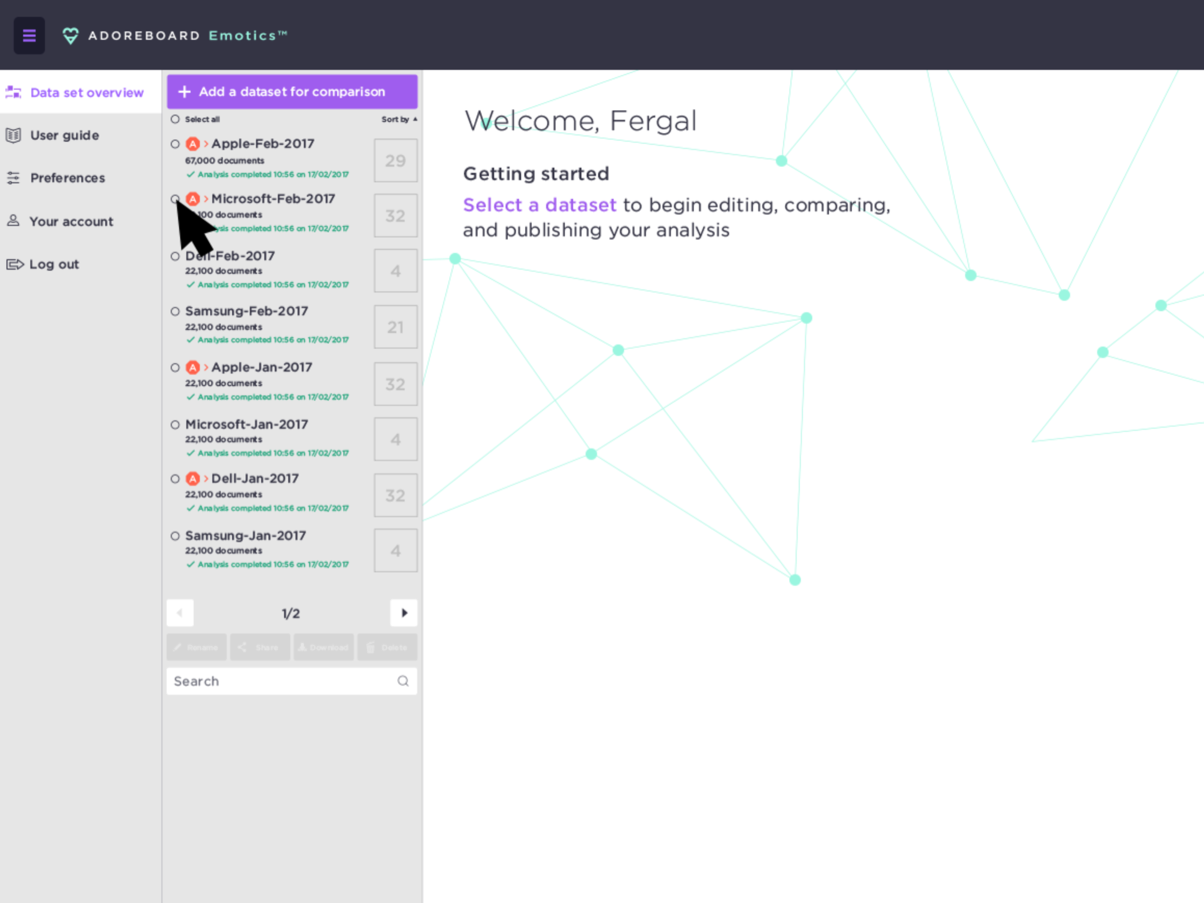 ADOREBOARD Emotics™
Data set overview
User guide
Preferences
Your account
Log out
+ Add a dataset for comparison
Select all
Sort by
A > Apple-Feb-2017
67,000 documents
Analysis completed 10:56 on 17/02/2017
29
A > Microsoft-Feb-2017
100 documents
Analysis completed 10:56 on 17/02/2017
32
Dell-Feb-2017
22,100 documents
Analysis completed 10:56 on 17/02/2017
4
Samsung-Feb-2017
22,100 documents
Analysis completed 10:56 on 17/02/2017
21
A > Apple-Jan-2017
22,100 documents
Analysis completed 10:56 on 17/02/2017
32
Microsoft-Jan-2017
22,100 documents
Analysis completed 10:56 on 17/02/2017
4
A > Dell-Jan-2017
22,100 documents
Analysis completed 10:56 on 17/02/2017
32
Samsung-Jan-2017
22,100 documents
Analysis completed 10:56 on 17/02/2017
4
1/2
Rename Share Download Delete
Search
Welcome, Fergal
Getting started
Select a dataset to begin editing, comparing,
and publishing your analysis